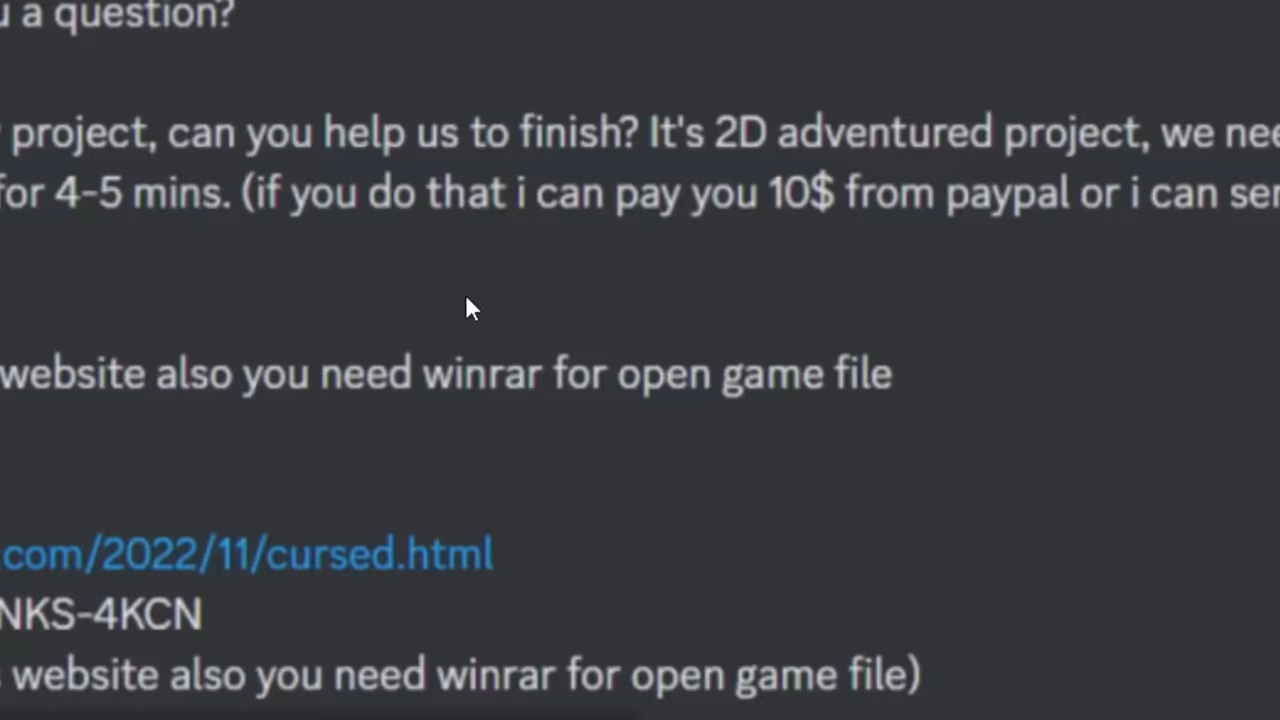 a question?
project, can you help us to finish? It's 2D adventured project, we
for 4-5 mins. (if you do that i can pay you 10$ from paypal or i can
website also you need winrar for open game file
.com/2022/11/cursed.html
NKS-4KCN
website also you need winrar for open game file)